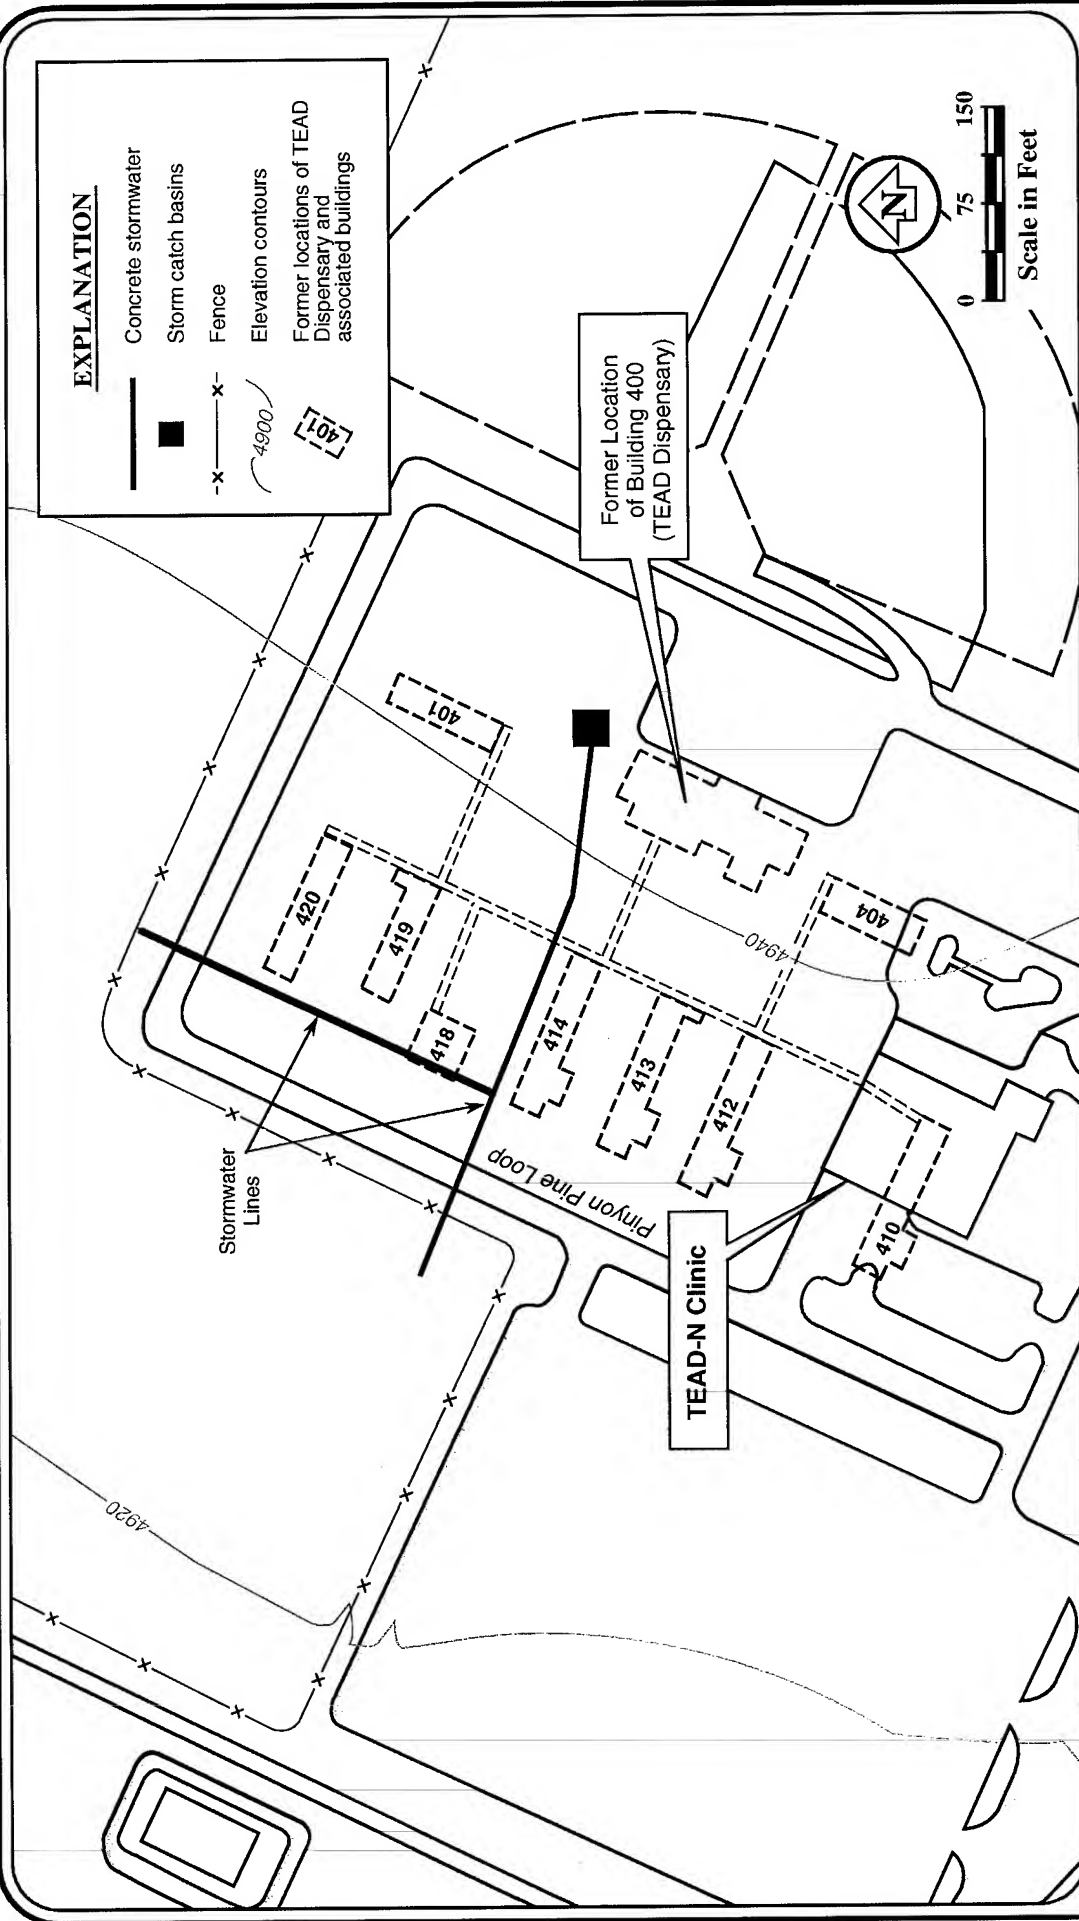 EXPLANATION
Concrete stormwater
Storm catch basins
-x-
x-
Fence
4900
Elevation contours
401
Former locations of TEAD
Dispensary and
associated buildings
Stormwater
Lines
420
419
418
401
414
413
412
404
410
4920
4940
Pinyon Pine Loop
Former Location
of Building 400
(TEAD Dispensary)
TEAD-N Clinic
N
0 75 150
Scale in Feet